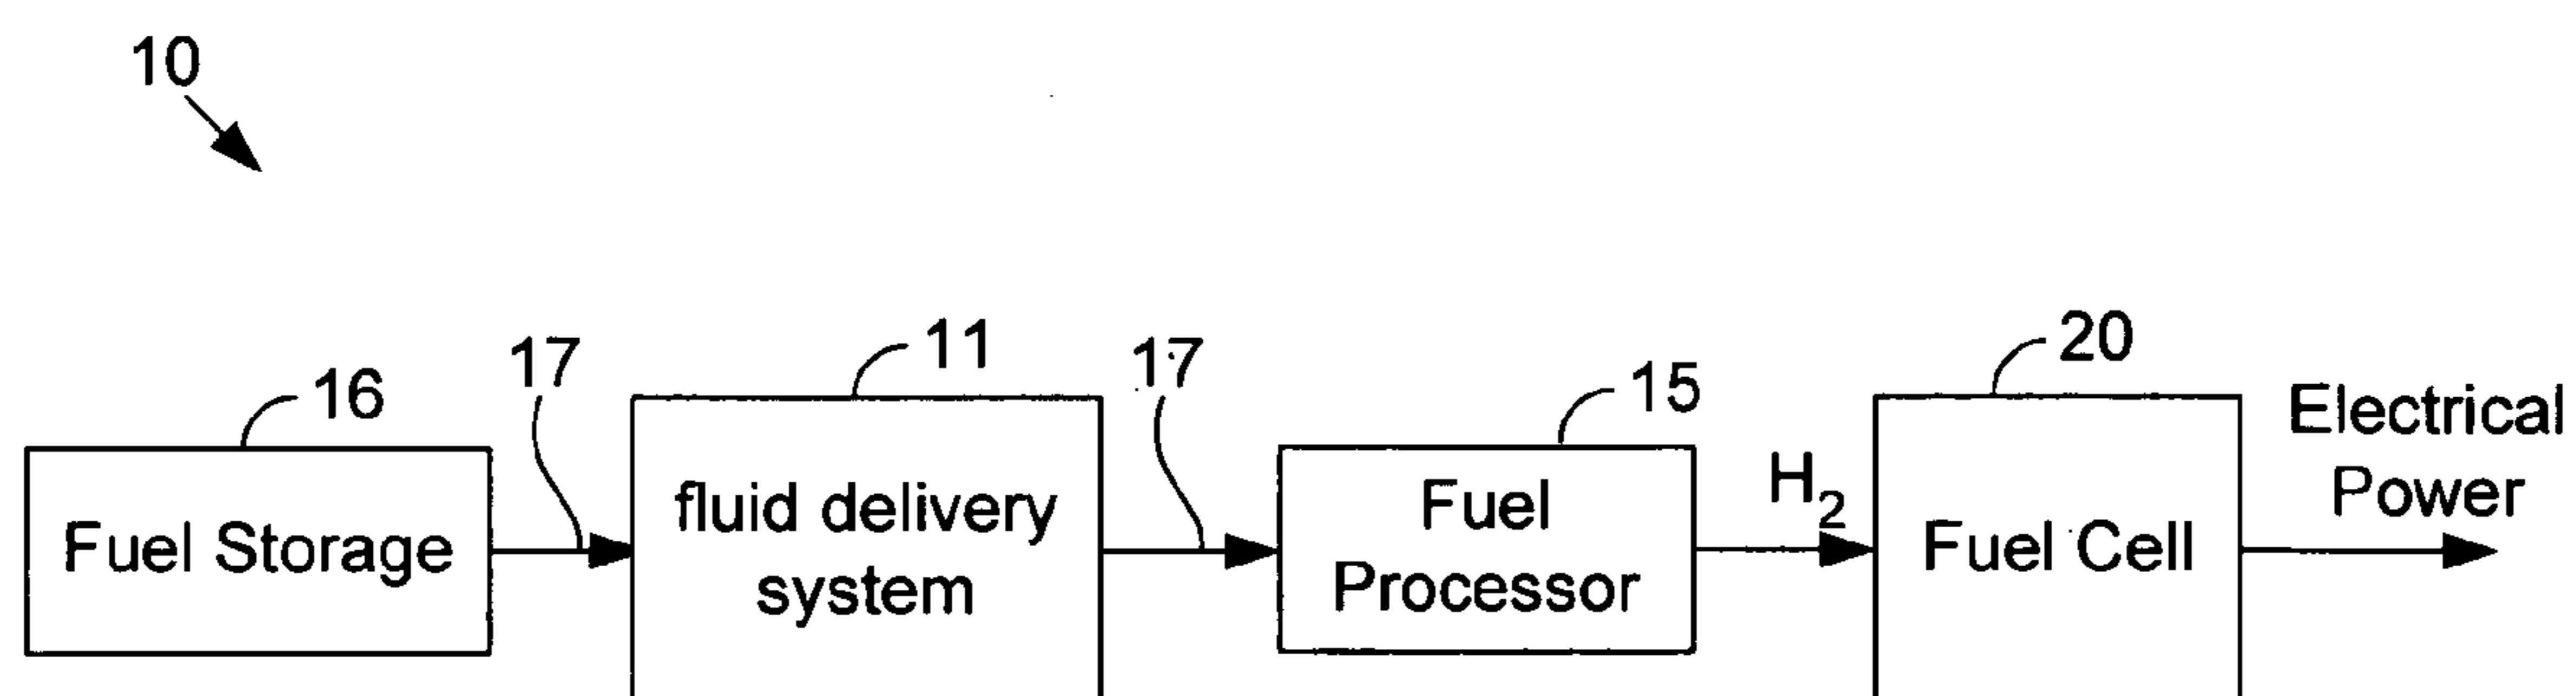 10
16
17
11
17
15
20
Fuel Storage
fluid delivery
system
Fuel
Processor
H2
Fuel Cell
Electrical
Power